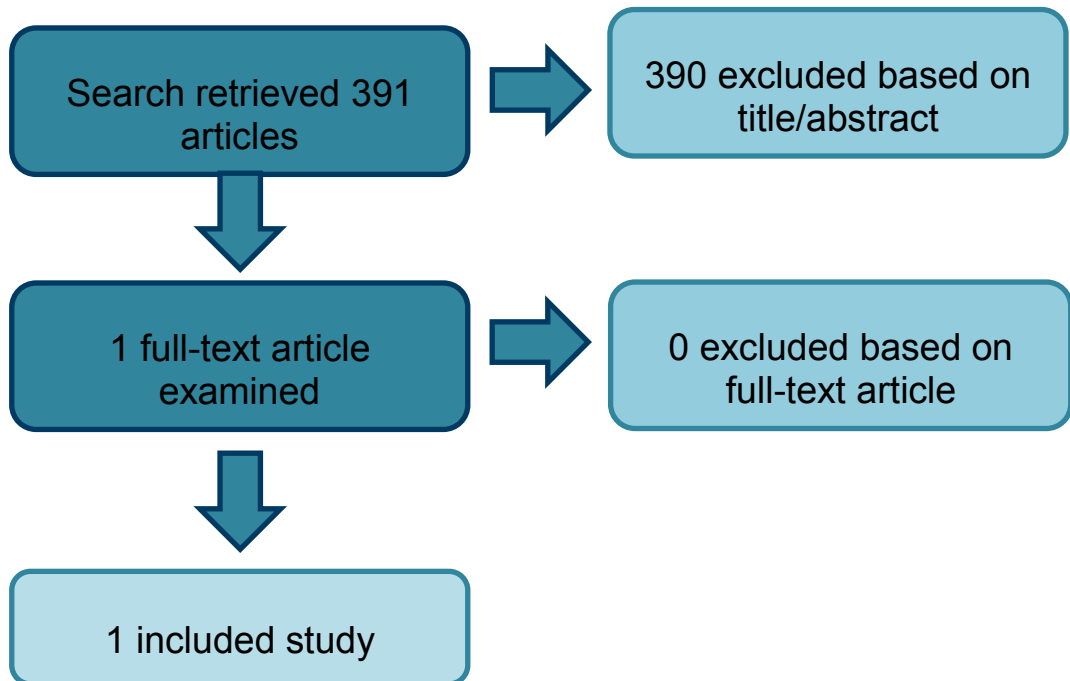 Search retrieved 391
articles
390 excluded based on
title/abstract
1 full-text article
examined
0 excluded based on
full-text article
1 included study